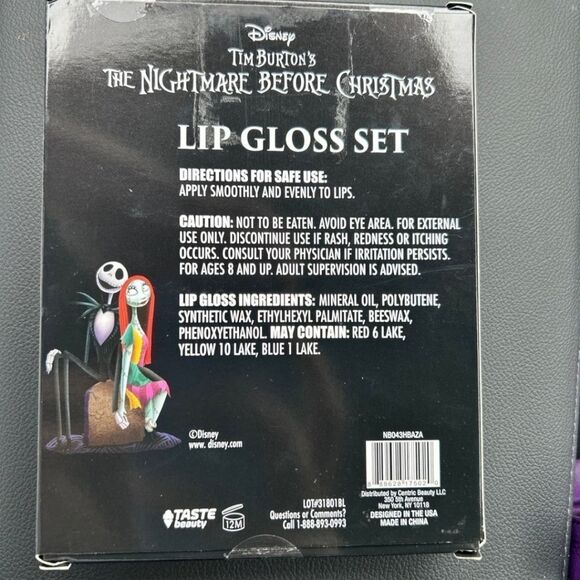 Disney
TIM BURTON'S
THE NIGHTMARE BEFORE CHRISTMAS
LIP GLOSS SET
DIRECTIONS FOR SAFE USE:
APPLY SMOOTHLY AND EVENLY TO LIPS.
CAUTION: NOT TO BE EATEN. AVOID EYE AREA. FOR EXTERNAL
USE ONLY. DISCONTINUE USE IF RASH, REDNESS OR ITCHING
OCCURS. CONSULT YOUR PHYSICIAN IF IRRITATION PERSISTS.
FOR AGES 8 AND UP. ADULT SUPERVISION IS ADVISED.
LIP GLOSS INGREDIENTS: MINERAL OIL, POLYBUTENE,
SYNTHETIC WAX, ETHYLHEXYL PALMITATE, BEESWAX,
PHENOXYETHANOL. MAY CONTAIN: RED 6 LAKE,
YELLOW 10 LAKE, BLUE 1 LAKE.
©Disney
www. disney.com
TASTE
beauty
12M
LOT#31801BL
Questions or Comments?
Call 1-888-893-0993
NB043HBAZA
8 89628 17502 0
Distributed by Centric Beauty LLC
350 5th Avenue
New York, NY 10118
DESIGNED IN THE USA
MADE IN CHINA